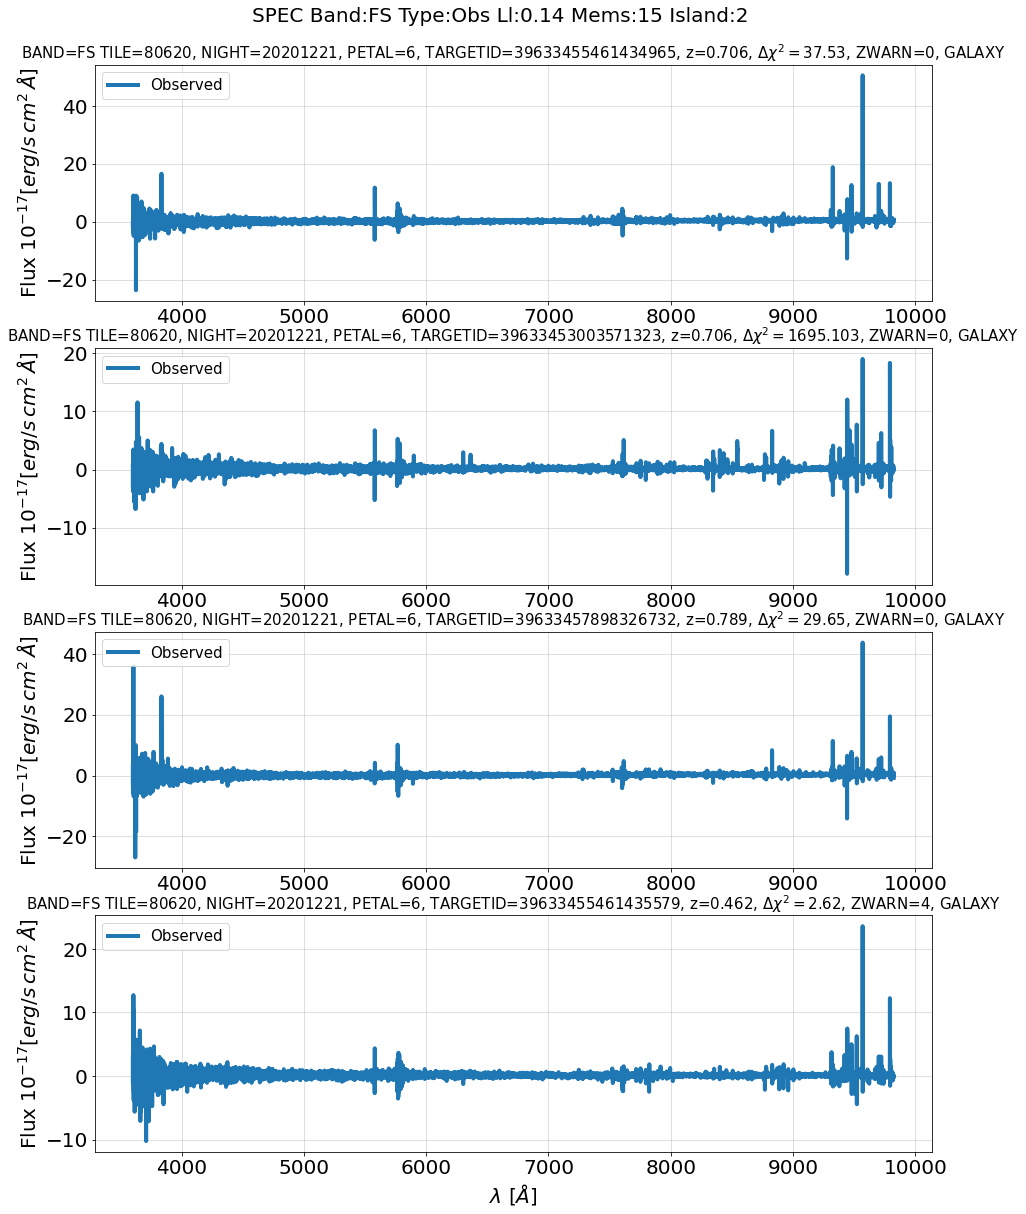 SPEC Band:FS Type:Obs Ll:0.14 Mems:15 Island:2
BAND=FS TILE=80620, NIGHT=20201221, PETAL=6, TARGETID=39633455461434965, z=0.706, Δχ² = 37.53, ZWARN=0, GALAXY
Observed
Flux 10⁻¹⁷[erg/s cm² Å]
40
20
0
−20
4000 5000 6000 7000 8000 9000 10000
BAND=FS TILE=80620, NIGHT=20201221, PETAL=6, TARGETID=39633453003571323, z=0.706, Δχ² = 1695.103, ZWARN=0, GALAXY
Observed
Flux 10⁻¹⁷[erg/s cm² Å]
20
10
0
−10
4000 5000 6000 7000 8000 9000 10000
BAND=FS TILE=80620, NIGHT=20201221, PETAL=6, TARGETID=39633457898326732, z=0.789, Δχ² = 29.65, ZWARN=0, GALAXY
Observed
Flux 10⁻¹⁷[erg/s cm² Å]
40
20
0
−20
4000 5000 6000 7000 8000 9000 10000
BAND=FS TILE=80620, NIGHT=20201221, PETAL=6, TARGETID=39633455461435579, z=0.462, Δχ² = 2.62, ZWARN=4, GALAXY
Observed
Flux 10⁻¹⁷[erg/s cm² Å]
20
10
0
−10
4000 5000 6000 7000 8000 9000 10000
λ [Å]